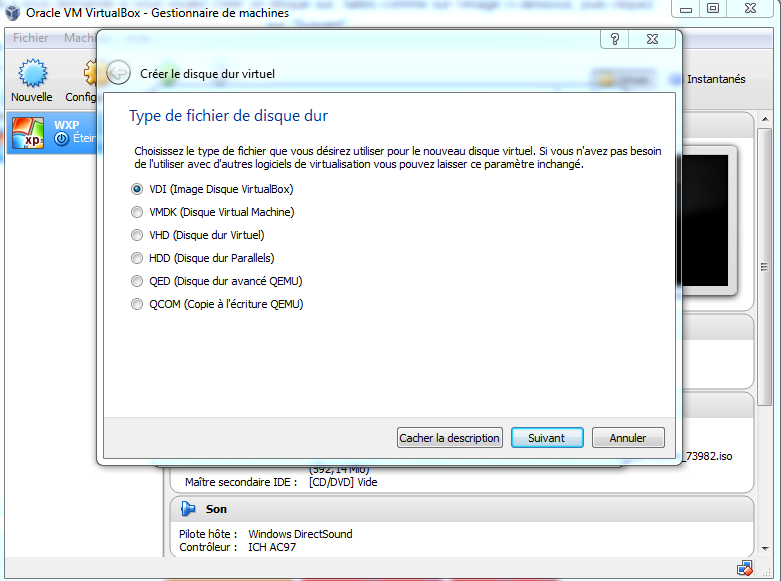 Oracle VM VirtualBox - Gestionnaire de machines
Fichier
Nouvelle
Config
Instantanés
WXP
Étein
Créer le disque dur virtuel
Type de fichier de disque dur
Choisissez le type de fichier que vous désirez utiliser pour le nouveau disque virtuel. Si vous n'avez pas besoin
de l'utiliser avec d'autres logiciels de virtualisation vous pouvez laisser ce paramètre inchangé.
VDI (Image Disque VirtualBox)
VMDK (Disque Virtual Machine)
VHD (Disque dur Virtuel)
HDD (Disque dur Parallels)
QED (Disque dur avancé QEMU)
QCOM (Copie à l'écriture QEMU)
Cacher la description
Suivant
Annuler
_73982.iso
(592,14 Mio)
Maître secondaire IDE : [CD/DVD] Vide
Son
Pilote hôte : Windows DirectSound
Contrôleur : ICH AC97